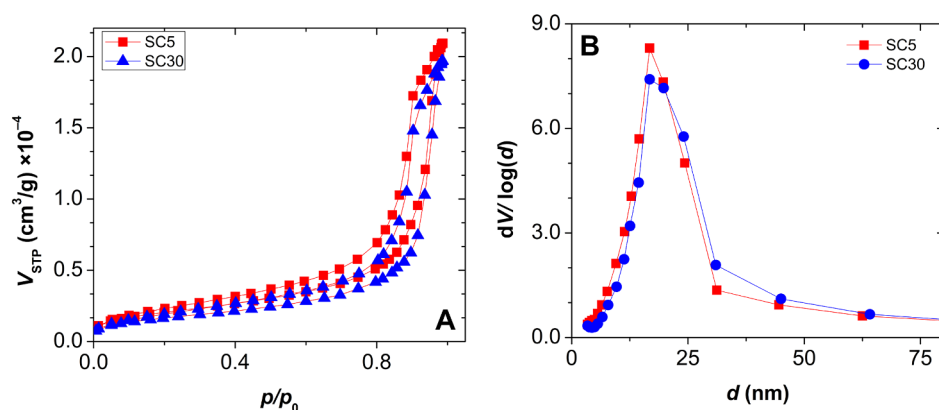 SC5
SC30
2.0
1.5
1.0
0.5
0.0
V_STP (cm³/g) ×10⁻⁴
A
0.0 0.4 0.8
p/p₀
B
SC5
SC30
9.0
6.0
3.0
0.0
dV/ log(d)
0 25 50 75
d (nm)